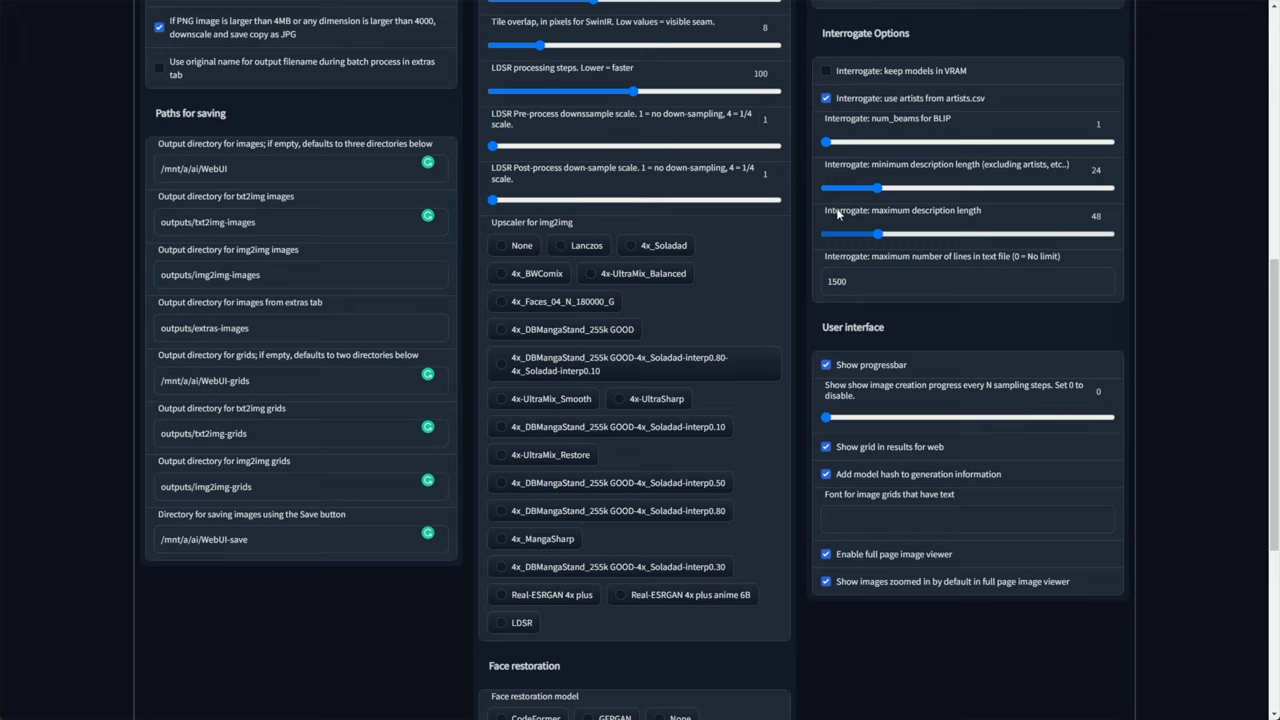 If PNG image is larger than 4MB or any dimension is larger than 4000,
downscale and save copy as JPG
Use original name for output filename during batch process in extras
tab
Paths for saving
Output directory for images; if empty, defaults to three directories below
/mnt/a/ai/WebUI
Output directory for txt2img images
outputs/txt2img-images
Output directory for img2img images
outputs/img2img-images
Output directory for images from extras tab
outputs/extras-images
Output directory for grids; if empty, defaults to two directories below
/mnt/a/ai/WebUI-grids
Output directory for txt2img grids
outputs/txt2img-grids
Output directory for img2img grids
outputs/img2img-grids
Directory for saving images using the Save button
/mnt/a/ai/WebUI-save
Tile overlap, in pixels for SwinIR. Low values = visible seam.
8
LDSR processing steps. Lower = faster
100
LDSR Pre-process downssample scale. 1 = no down-sampling, 4 = 1/4
scale.
1
LDSR Post-process down-sample scale. 1 = no down-sampling, 4 = 1/4
scale.
1
Upscaler for img2img
None
Lanczos
4x_Soladad
4x_BWComix
4x-UltraMix_Balanced
4x_Faces_04_N_180000_G
4x_DBMangaStand_255k GOOD
4x_DBMangaStand_255k GOOD-4x_Soladad-interp0.80-
4x_Soladad-interp0.10
4x-UltraMix_Smooth
4x-UltraSharp
4x_DBMangaStand_255k GOOD-4x_Soladad-interp0.10
4x-UltraMix_Restore
4x_DBMangaStand_255k GOOD-4x_Soladad-interp0.50
4x_DBMangaStand_255k GOOD-4x_Soladad-interp0.80
4x_MangaSharp
4x_DBMangaStand_255k GOOD-4x_Soladad-interp0.30
Real-ESRGAN 4x plus
Real-ESRGAN 4x plus anime 6B
LDSR
Face restoration
Face restoration model
CodeFormer
GFPGAN
None
Interrogate Options
Interrogate: keep models in VRAM
Interrogate: use artists from artists.csv
Interrogate: num_beams for BLIP
1
Interrogate: minimum description length (excluding artists, etc..)
24
Interrogate: maximum description length
48
Interrogate: maximum number of lines in text file (0 = No limit)
1500
User interface
Show progressbar
Show show image creation progress every N sampling steps. Set 0 to
disable.
0
Show grid in results for web
Add model hash to generation information
Font for image grids that have text
Enable full page image viewer
Show images zoomed in by default in full page image viewer